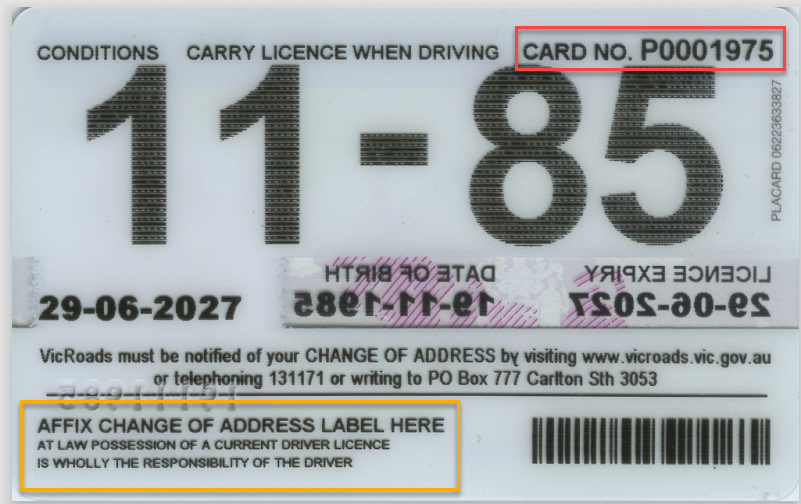 CONDITIONS CARRY LICENCE WHEN DRIVING CARD NO. P0001975
11-85
PLACARD 06223633827
DATE OF BIRTH LICENCE EXPIRY
29-06-2027 19-11-1985 29-06-2027
VicRoads must be notified of your CHANGE OF ADDRESS by visiting www.vicroads.vic.gov.au
or telephoning 131171 or writing to PO Box 777 Carlton Sth 3053
19111985
AFFIX CHANGE OF ADDRESS LABEL HERE
AT LAW POSSESSION OF A CURRENT DRIVER LICENCE
IS WHOLLY THE RESPONSIBILITY OF THE DRIVER